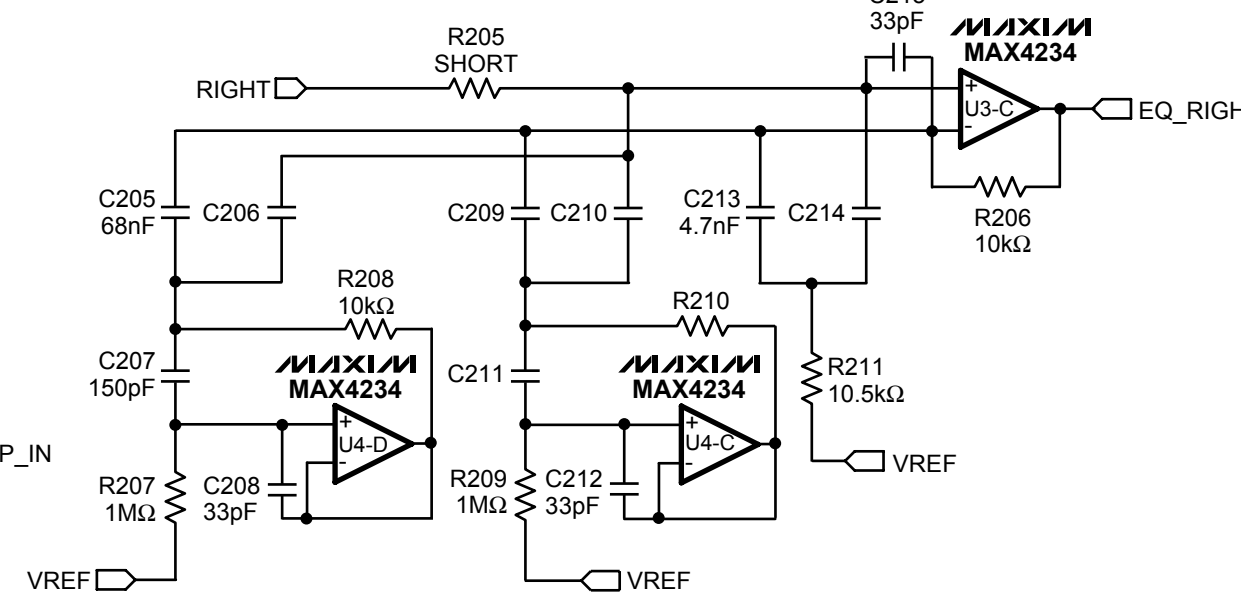 33pF
MAXIM
MAX4234
R205
SHORT
RIGHT
+
U3-C
-
EQ_RIGH
C205
68nF
C206
C209
C210
C213
4.7nF
C214
R206
10kΩ
R208
10kΩ
R210
C207
150pF
MAXIM
MAX4234
C211
MAXIM
MAX4234
R211
10.5kΩ
+
U4-D
-
+
U4-C
-
P_IN
VREF
R207
1MΩ
C208
33pF
R209
1MΩ
C212
33pF
VREF
VREF